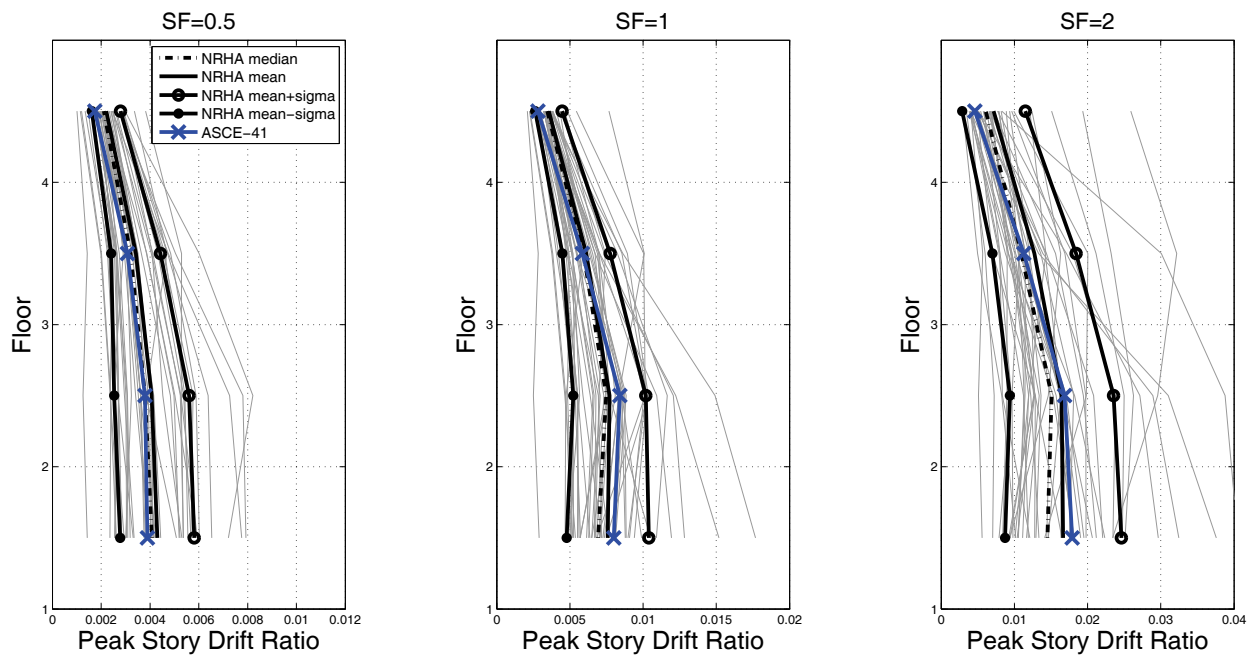 SF=0.5
NRHA median
NRHA mean
NRHA mean+sigma
NRHA mean−sigma
ASCE−41
4
3
2
1
Floor
0 0.002 0.004 0.006 0.008 0.01 0.012
Peak Story Drift Ratio
SF=1
4
3
2
1
Floor
0 0.005 0.01 0.015 0.02
Peak Story Drift Ratio
SF=2
4
3
2
1
Floor
0 0.01 0.02 0.03 0.04
Peak Story Drift Ratio